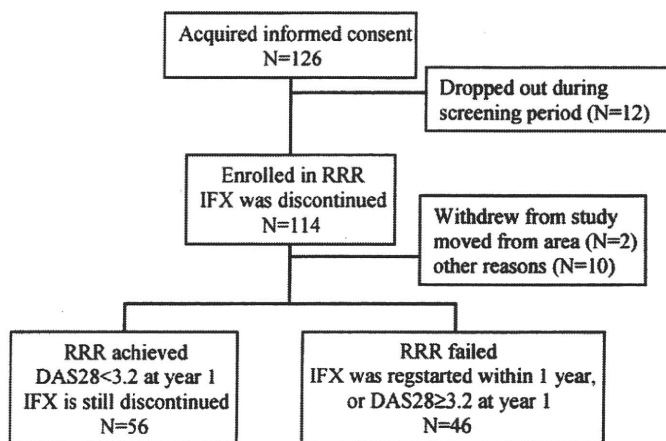 Acquired informed consent
N=126
Dropped out during
screening period (N=12)
Enrolled in RRR
IFX was discontinued
N=114
Withdrew from study
moved from area (N=2)
other reasons (N=10)
RRR achieved
DAS28<3.2 at year 1
IFX is still discontinued
N=56
RRR failed
IFX was regstarted within 1 year,
or DAS28≥3.2 at year 1
N=46